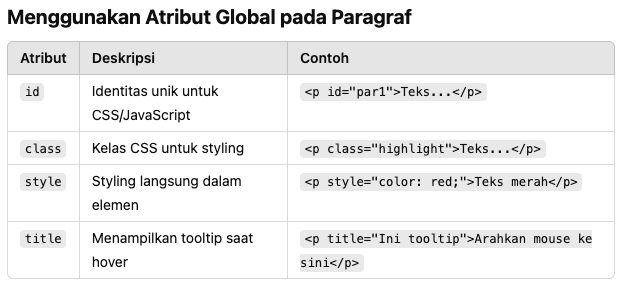 Menggunakan Atribut Global pada Paragraf
Atribut Deskripsi Contoh
id Identitas unik untuk CSS/JavaScript <p id="par1">Teks...</p>
class Kelas CSS untuk styling <p class="highlight">Teks...</p>
style Styling langsung dalam elemen <p style="color: red;">Teks merah</p>
title Menampilkan tooltip saat hover <p title="Ini tooltip">Arahkan mouse ke sini</p>